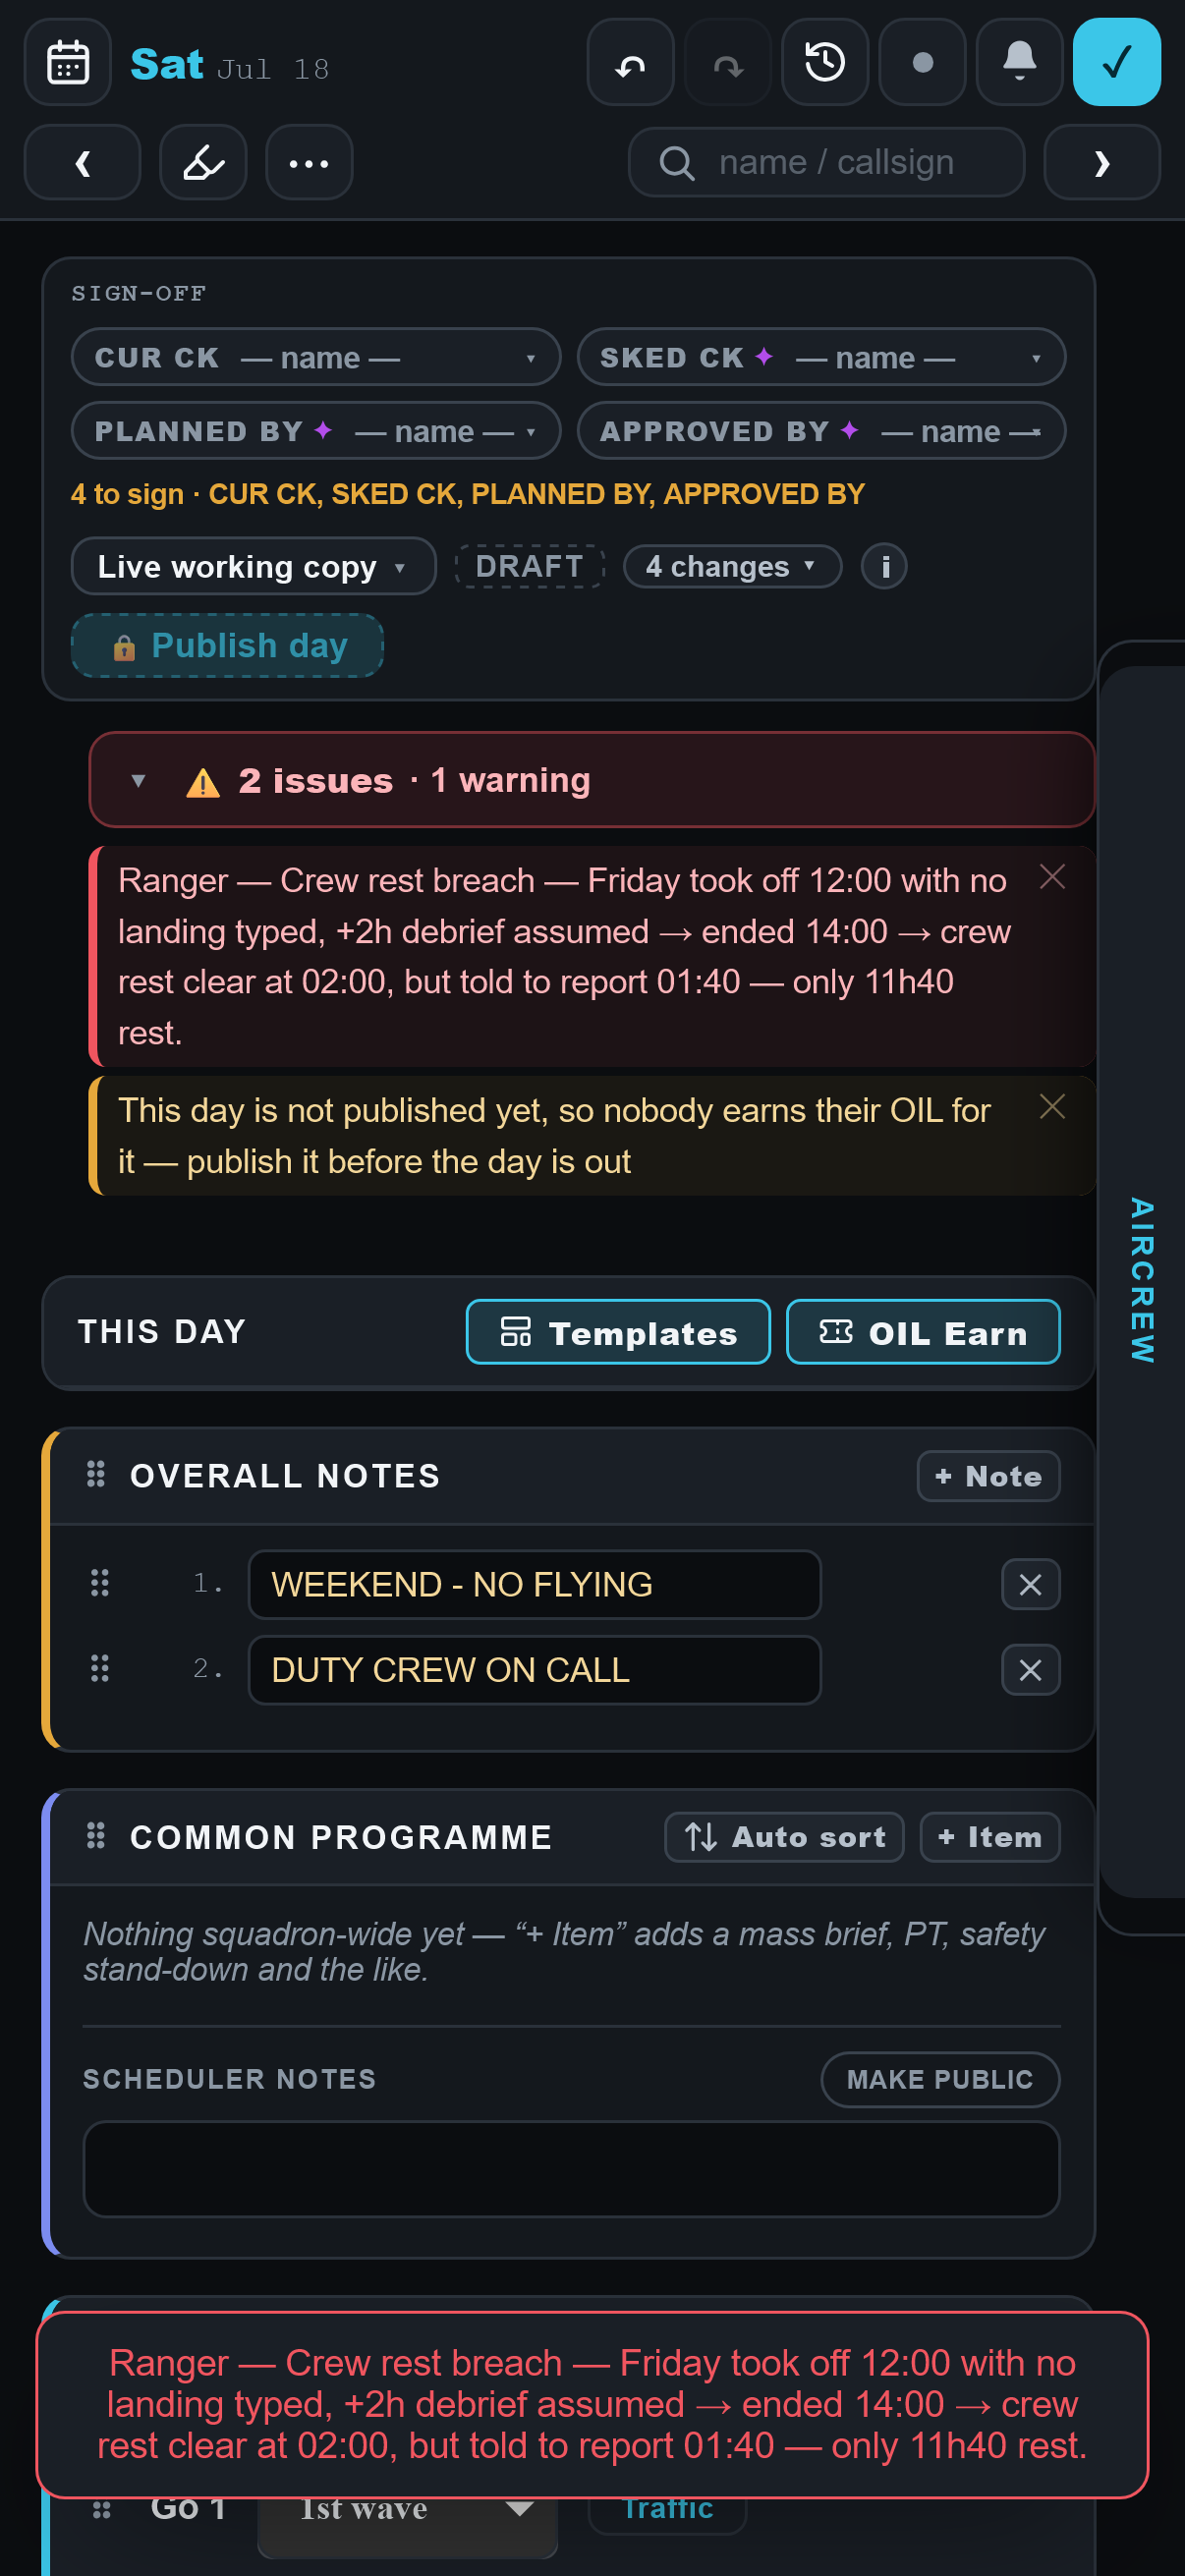 Sat Jul 18
name / callsign
SIGN-OFF
CUR CK — name —
SKED CK — name —
PLANNED BY — name —
APPROVED BY — name —
4 to sign · CUR CK, SKED CK, PLANNED BY, APPROVED BY
Live working copy DRAFT 4 changes i
Publish day
2 issues · 1 warning
Ranger — Crew rest breach — Friday took off 12:00 with no
landing typed, +2h debrief assumed → ended 14:00 → crew
rest clear at 02:00, but told to report 01:40 — only 11h40
rest.
This day is not published yet, so nobody earns their OIL for
it — publish it before the day is out
AIRCREW
THIS DAY Templates OIL Earn
OVERALL NOTES + Note
1. WEEKEND - NO FLYING
2. DUTY CREW ON CALL
COMMON PROGRAMME Auto sort + Item
Nothing squadron-wide yet — “+ Item” adds a mass brief, PT, safety
stand-down and the like.
SCHEDULER NOTES MAKE PUBLIC
Ranger — Crew rest breach — Friday took off 12:00 with no
landing typed, +2h debrief assumed → ended 14:00 → crew
rest clear at 02:00, but told to report 01:40 — only 11h40 rest.
Go 1 1st wave Traffic